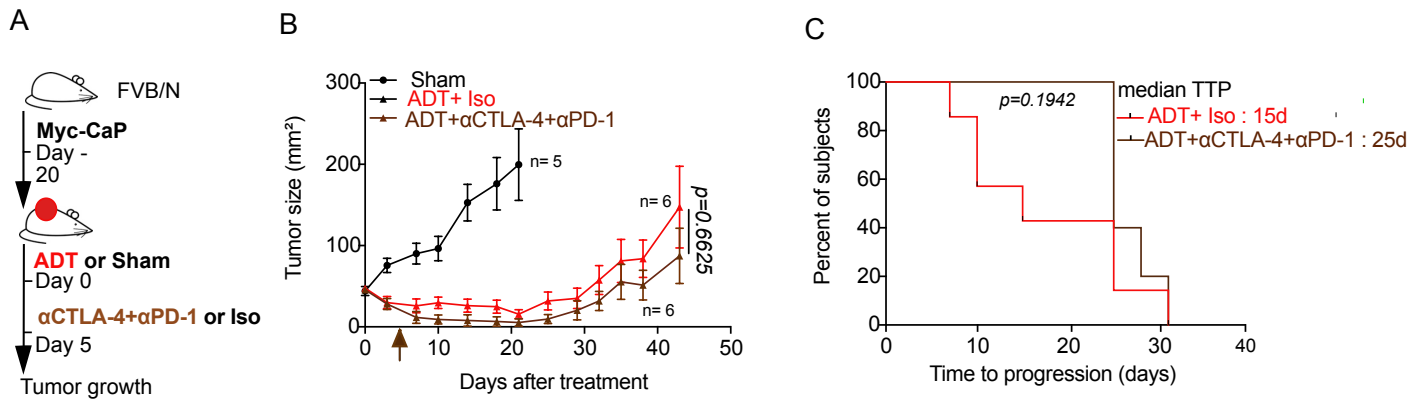 A
FVB/N
Myc-CaP
Day -
20
ADT or Sham
Day 0
αCTLA-4+αPD-1 or Iso
Day 5
Tumor growth
B
Sham
ADT+ Iso
ADT+αCTLA-4+αPD-1
300
200
100
0
Tumor size (mm²)
n= 5
n= 6
p=0.6625
n= 6
0 10 20 30 40 50
Days after treatment
C
100
80
60
40
20
0
Percent of subjects
p=0.1942
median TTP
ADT+ Iso : 15d
ADT+αCTLA-4+αPD-1 : 25d
0 10 20 30 40
Time to progression (days)